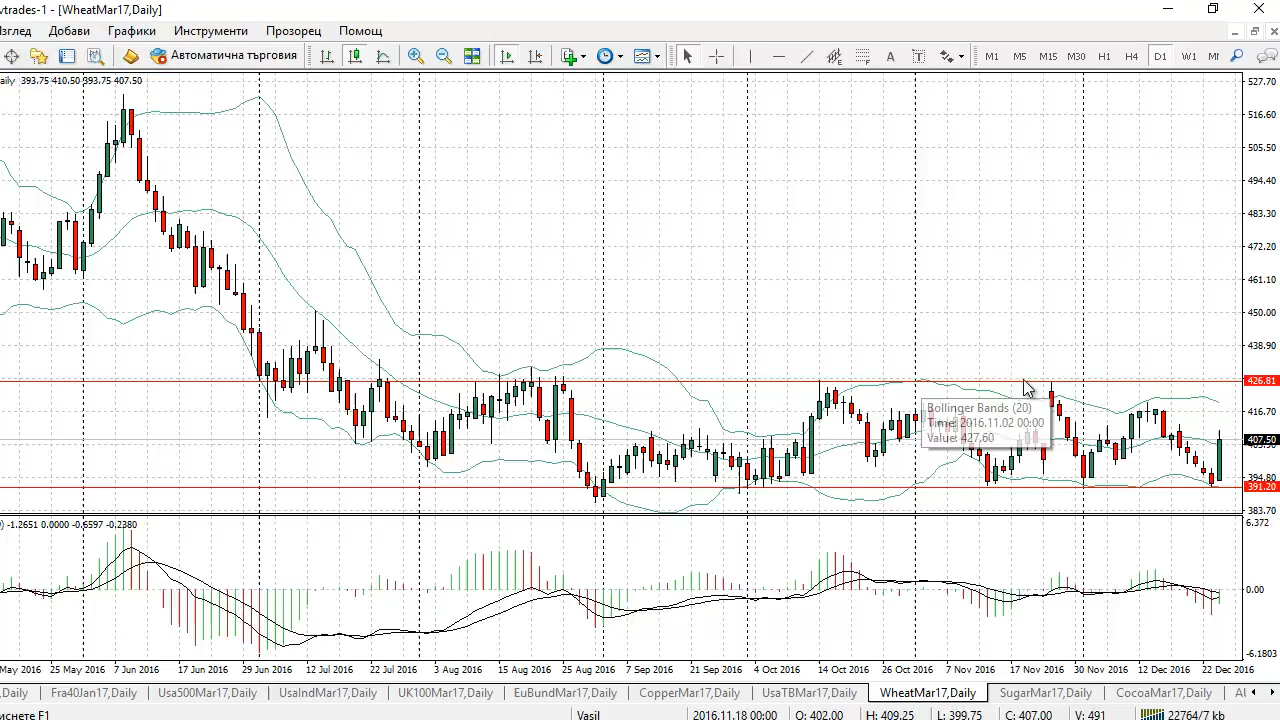 vtrades-1 - [WheatMar17,Daily]
зглед Добави Графики Инструменти Прозорец Помощ
Автоматична търговия A T M1 M5 M15 M30 H1 H4 D1 W1
aily 393.75 410.50 393.75 407.50
527.70
516.60
505.50
494.40
483.30
472.20
461.10
450.00
438.90
426.81
416.70
407.50
394.80
391.20
383.70
Bollinger Bands (20)
Time: 2016.11.02 00:00
Value: 427.60
) -1.2651 0.0000 -0.6597 -0.2380
6.372
0.00
-6.1803
May 2016 25 May 2016 7 Jun 2016 17 Jun 2016 29 Jun 2016 12 Jul 2016 22 Jul 2016 3 Aug 2016 15 Aug 2016 25 Aug 2016 7 Sep 2016 21 Sep 2016 4 Oct 2016 14 Oct 2016 26 Oct 2016 7 Nov 2016 17 Nov 2016 30 Nov 2016 12 Dec 2016 22 Dec 2016
,Daily Fra40Jan17,Daily Usa500Mar17,Daily UsaIndMar17,Daily UK100Mar17,Daily EuBundMar17,Daily CopperMar17,Daily UsaTBMar17,Daily WheatMar17,Daily SugarMar17,Daily CocoaMar17,Daily
иснете F1 Vasil 2016.11.18 00:00 O: 402.00 H: 409.25 L: 399.75 C: 407.00 V: 491 22764/7 kb